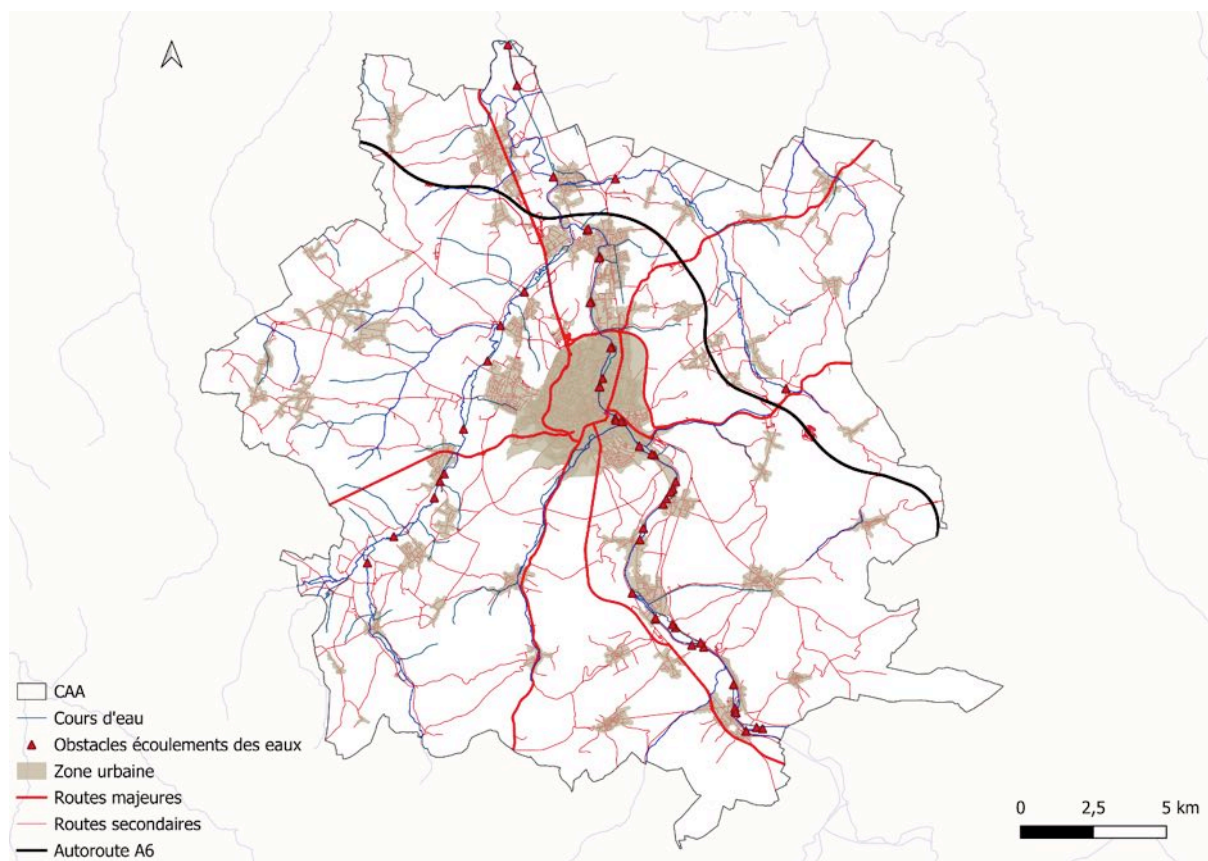 CAA
Cours d'eau
Obstacles écoulements des eaux
Zone urbaine
Routes majeures
Routes secondaires
Autoroute A6
0 2,5 5 km